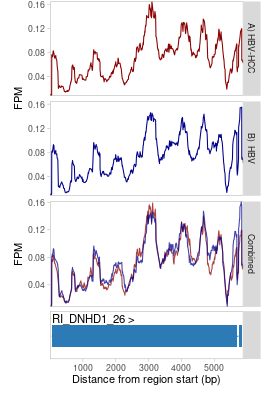 0.16
0.12
0.08
0.04
FPM
A) HBV-HCC
0.16
0.12
0.08
0.04
B) HBV
0.16
0.12
0.08
0.04
FPM
Combined
RI_DNHD1_26 >
1000 2000 3000 4000 5000
Distance from region start (bp)